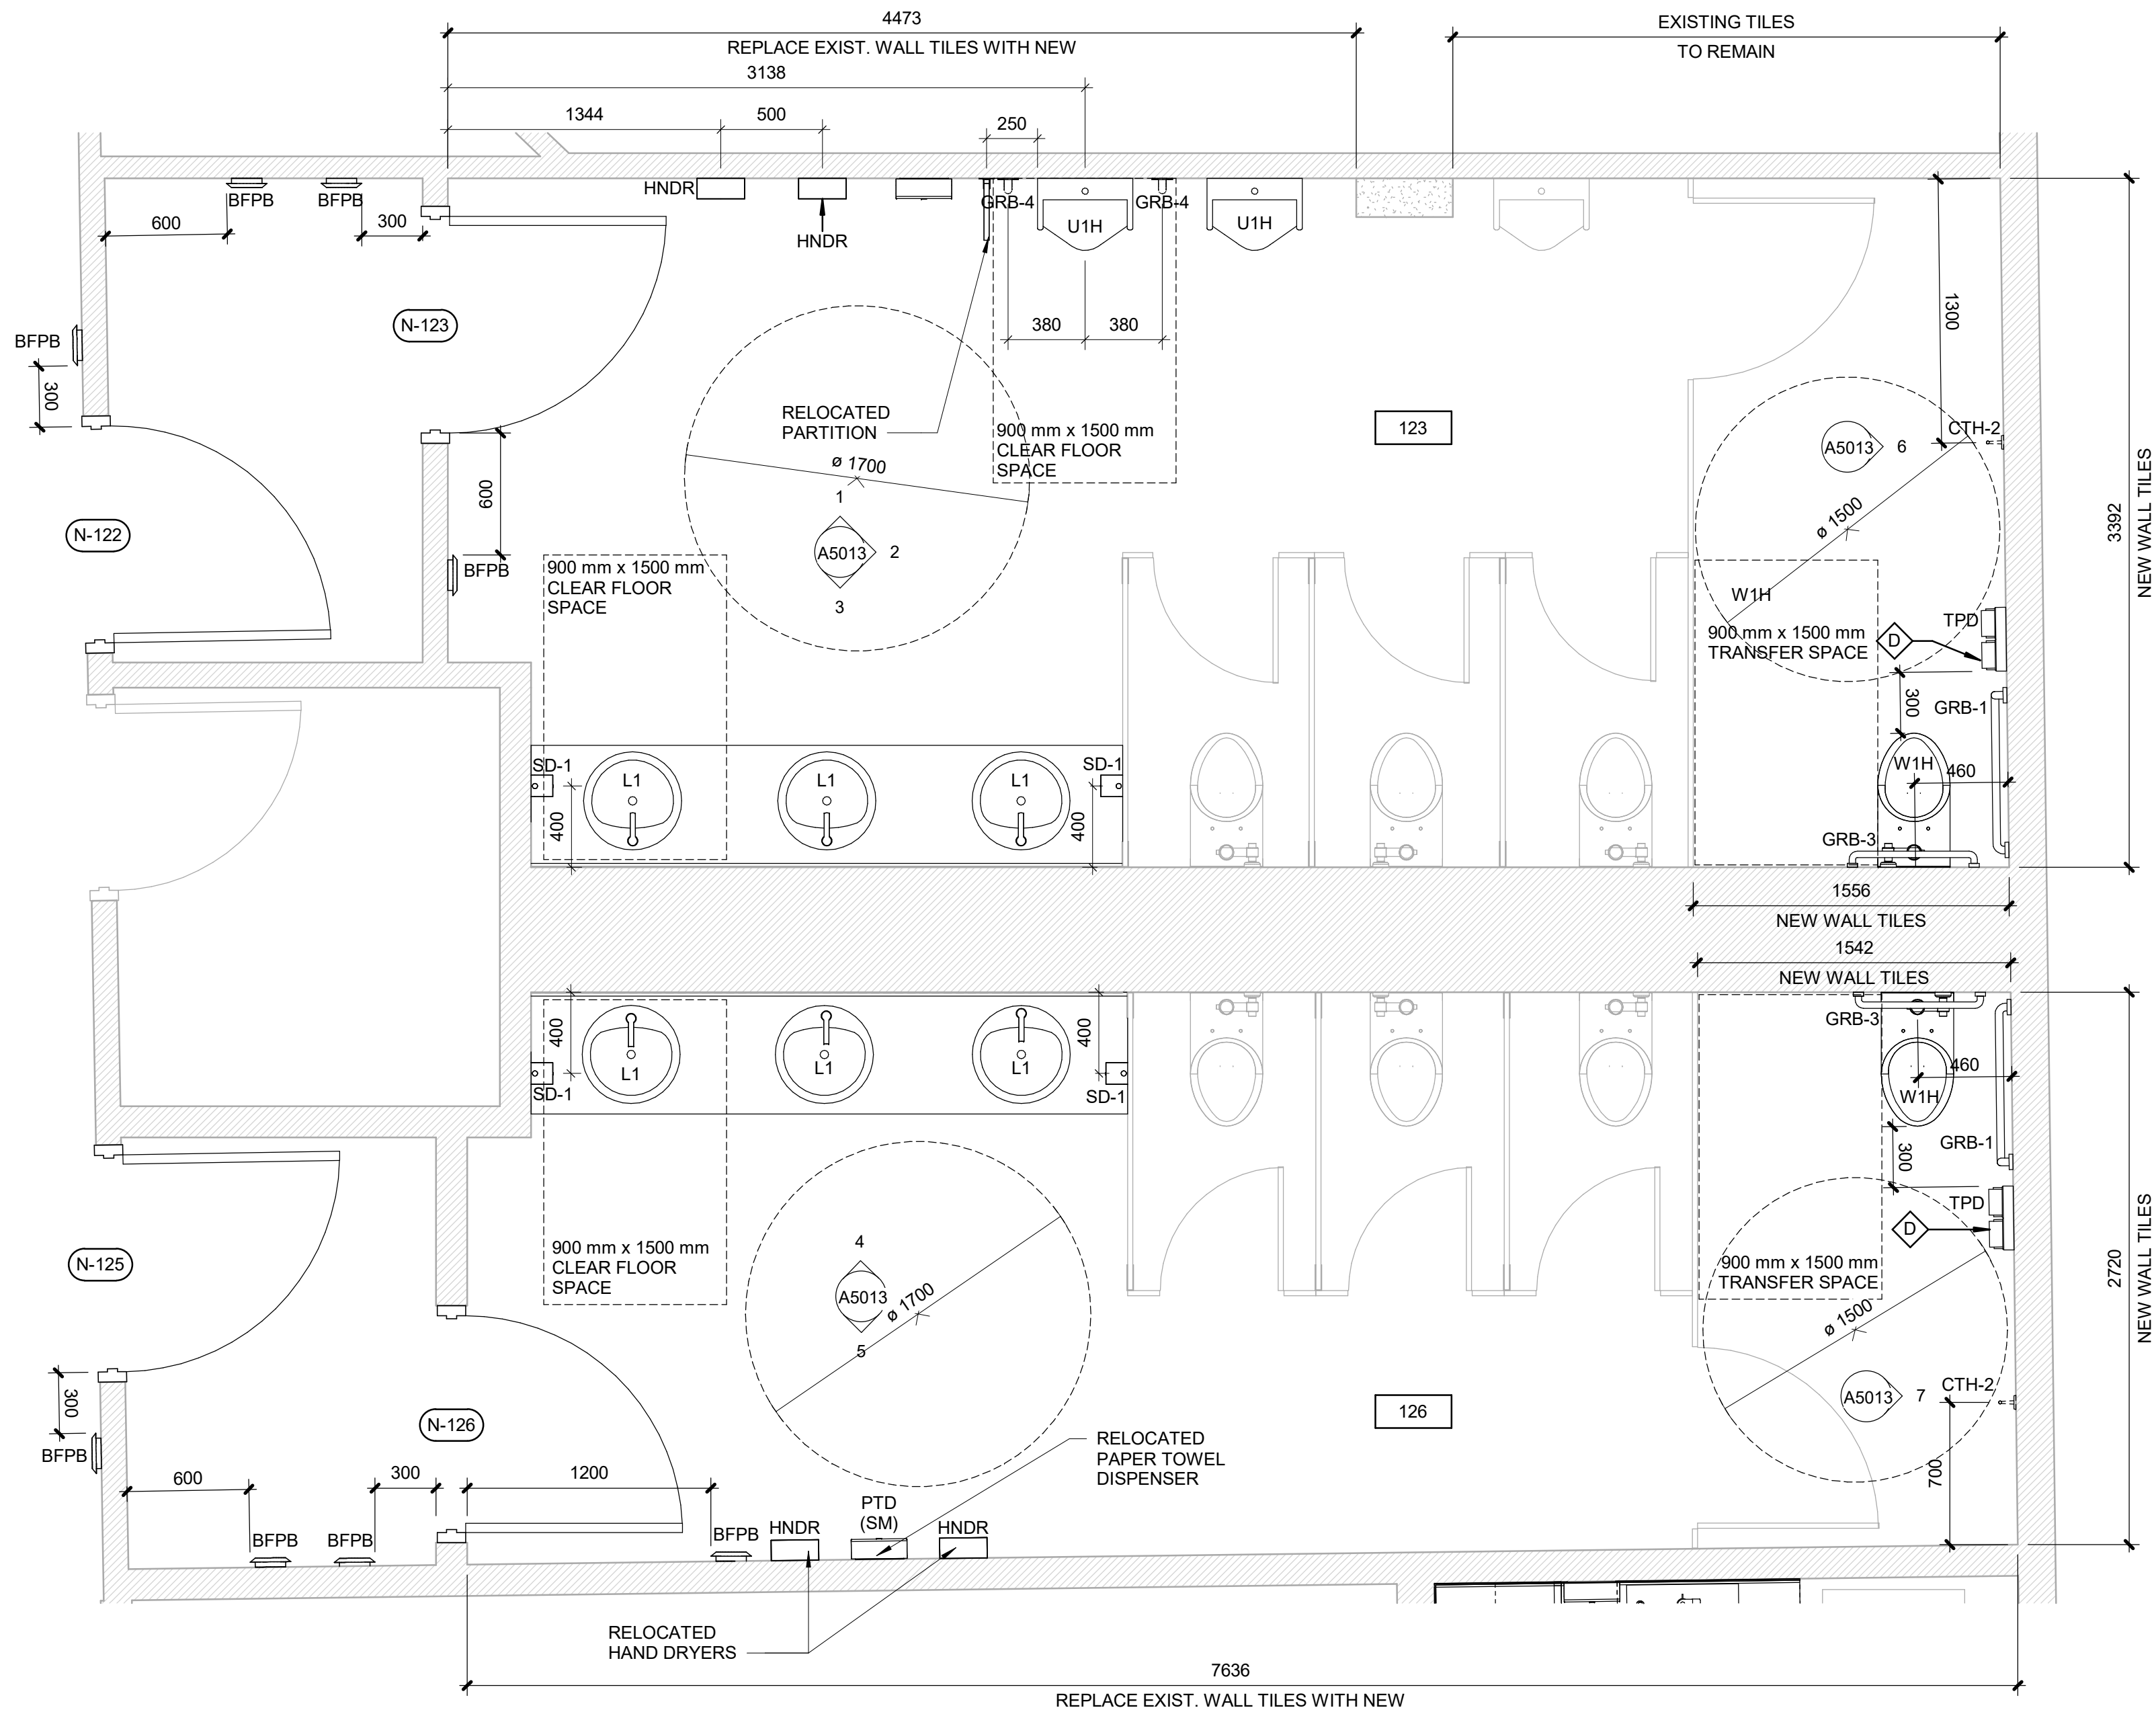 4473
REPLACE EXIST. WALL TILES WITH NEW
EXISTING TILES
TO REMAIN
3138
1344
500
250
HNDR
HNDR
BFPB
BFPB
600
300
GRB-4
GRB-4
U1H
U1H
N-123
BFPB
300
380
380
1300
RELOCATED
PARTITION
900 mm x 1500 mm
CLEAR FLOOR
SPACE
123
CTH-2
A5013
6
ø 1700
1
A5013
2
3
600
ø 1500
3392
NEW WALL TILES
N-122
BFPB
900 mm x 1500 mm
CLEAR FLOOR
SPACE
W1H
900 mm x 1500 mm
TRANSFER SPACE
D
TPD
300
GRB-1
SD-1
L1
L1
L1
SD-1
400
400
W1H
460
GRB-3
1556
NEW WALL TILES
1542
NEW WALL TILES
400
400
GRB-3
460
SD-1
L1
L1
L1
SD-1
W1H
GRB-1
300
TPD
D
900 mm x 1500 mm
CLEAR FLOOR
SPACE
4
A5013
5
ø 1700
900 mm x 1500 mm
TRANSFER SPACE
ø 1500
2720
NEW WALL TILES
N-125
300
BFPB
N-126
126
A5013
7
CTH-2
700
600
300
1200
RELOCATED
PAPER TOWEL
DISPENSER
BFPB
BFPB
BFPB
HNDR
PTD
(SM)
HNDR
RELOCATED
HAND DRYERS
7636
REPLACE EXIST. WALL TILES WITH NEW